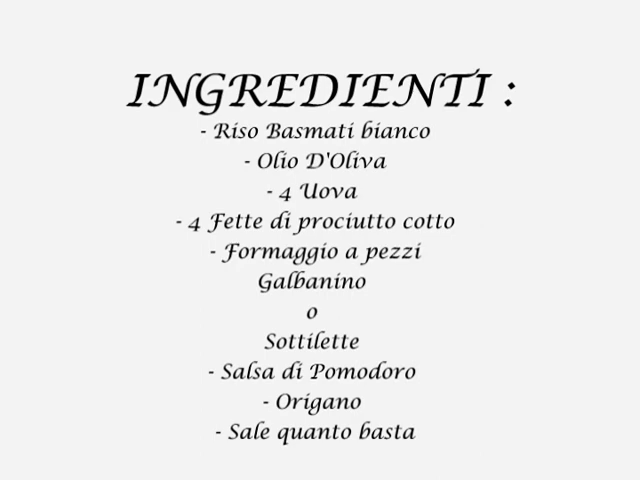 INGREDIENTI :
- Riso Basmati bianco
- Olio D'Oliva
- 4 Uova
- 4 Fette di prociutto cotto
- Formaggio a pezzi
Galbanino
o
Sottilette
- Salsa di Pomodoro
- Origano
- Sale quanto basta